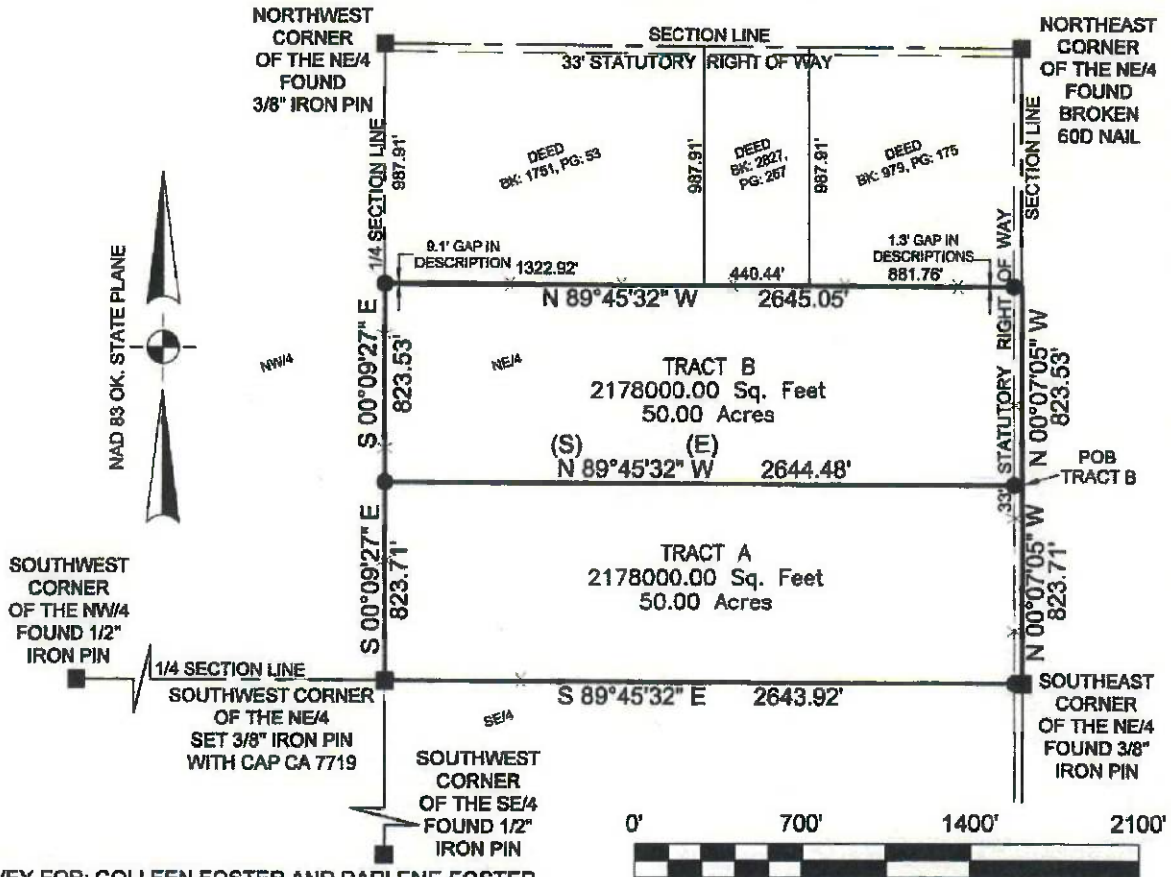 NORTHWEST
CORNER
OF THE NE/4
FOUND
3/8" IRON PIN
SECTION LINE
33' STATUTORY RIGHT OF WAY
NORTHEAST
CORNER
OF THE NE/4
FOUND
BROKEN
60D NAIL
1/4 SECTION LINE
987.91'
DEED
BK: 1751, PG: 53
987.91'
DEED
BK: 2827,
PG: 267
987.91'
DEED
BK: 979, PG: 175
SECTION LINE
9.1' GAP IN
DESCRIPTION
1322.92'
440.44'
1.3' GAP IN
DESCRIPTIONS
881.76'
N 89°45'32" W 2645.05'
NAD 83 OK. STATE PLANE
NW/4
NE/4
S 00°09'27" E
823.53'
TRACT B
2178000.00 Sq. Feet
50.00 Acres
33' STATUTORY RIGHT OF WAY
N 00°07'05" W
823.53'
(S) (E)
N 89°45'32" W 2644.48'
POB
TRACT B
S 00°09'27" E
823.71'
TRACT A
2178000.00 Sq. Feet
50.00 Acres
N 00°07'05" W
823.71'
SOUTHWEST
CORNER
OF THE NW/4
FOUND 1/2"
IRON PIN
1/4 SECTION LINE
SOUTHWEST CORNER
OF THE NE/4
SET 3/8" IRON PIN
WITH CAP CA 7719
S 89°45'32" E 2643.92'
SE/4
SOUTHEAST
CORNER
OF THE NE/4
FOUND 3/8"
IRON PIN
SOUTHWEST
CORNER
OF THE SE/4
FOUND 1/2"
IRON PIN
0' 700' 1400' 2100'
FOR: COLLEEN FOSTER AND DARLENE FOSTER